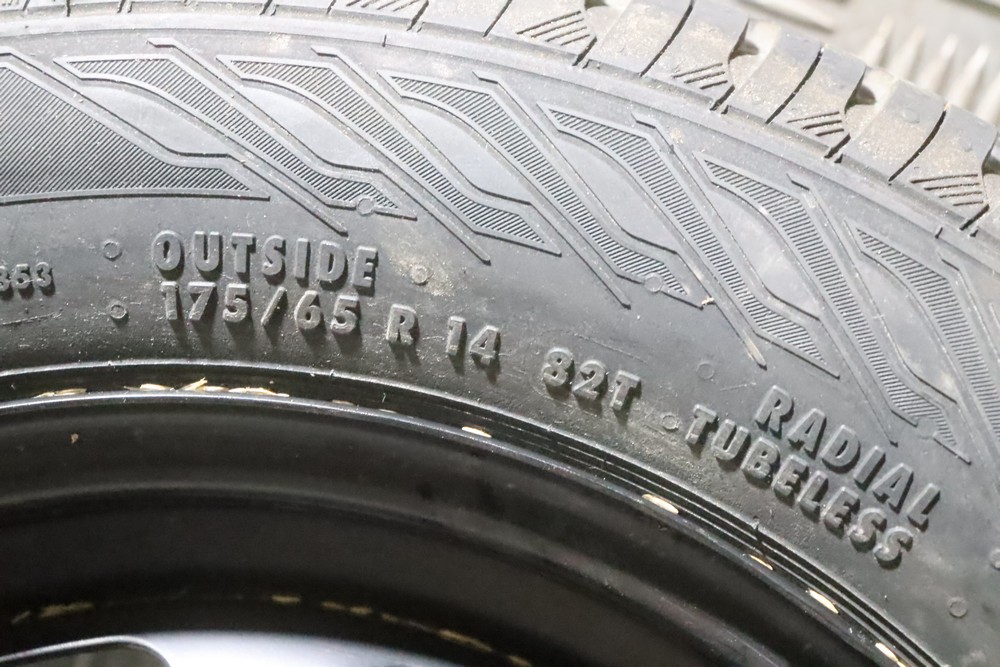 OUTSIDE
175/65 R 14 82T
RADIAL
TUBELESS